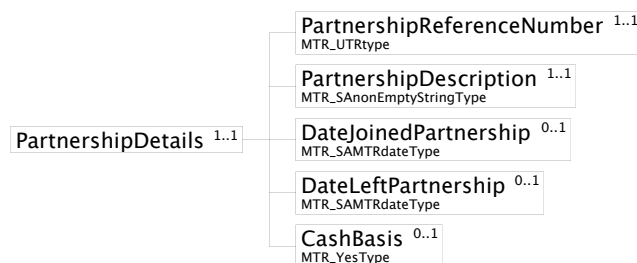 PartnershipReferenceNumber 1..1
MTR_UTRtype
PartnershipDescription 1..1
MTR_SAnonEmptyStringType
PartnershipDetails 1..1
DateJoinedPartnership 0..1
MTR_SAMTRdateType
DateLeftPartnership 0..1
MTR_SAMTRdateType
CashBasis 0..1
MTR_YesType